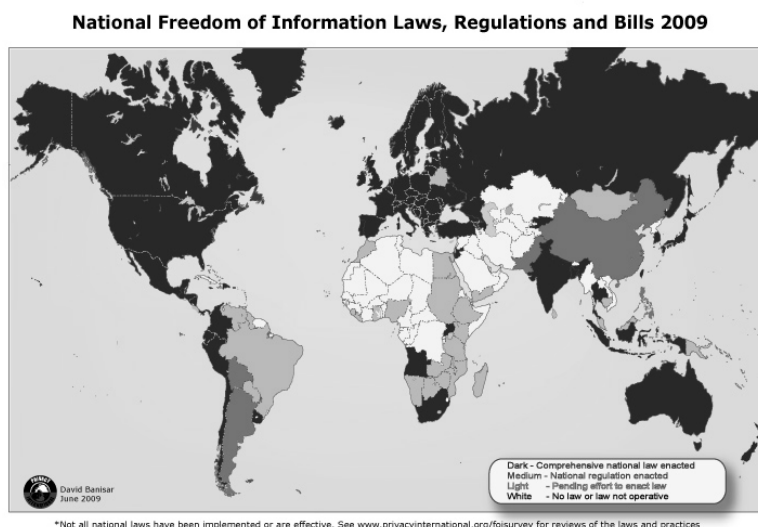 National Freedom of Information Laws, Regulations and Bills 2009
Dark - Comprehensive national law enacted
Medium - National regulation enacted
Light - Pending effort to enact law
White - No law or law not operative
PRIVACY
David Banisar
June 2009
*Not all national laws have been implemented or are effective. See www.privacyinternational.org/foisurvey for reviews of the laws and practices